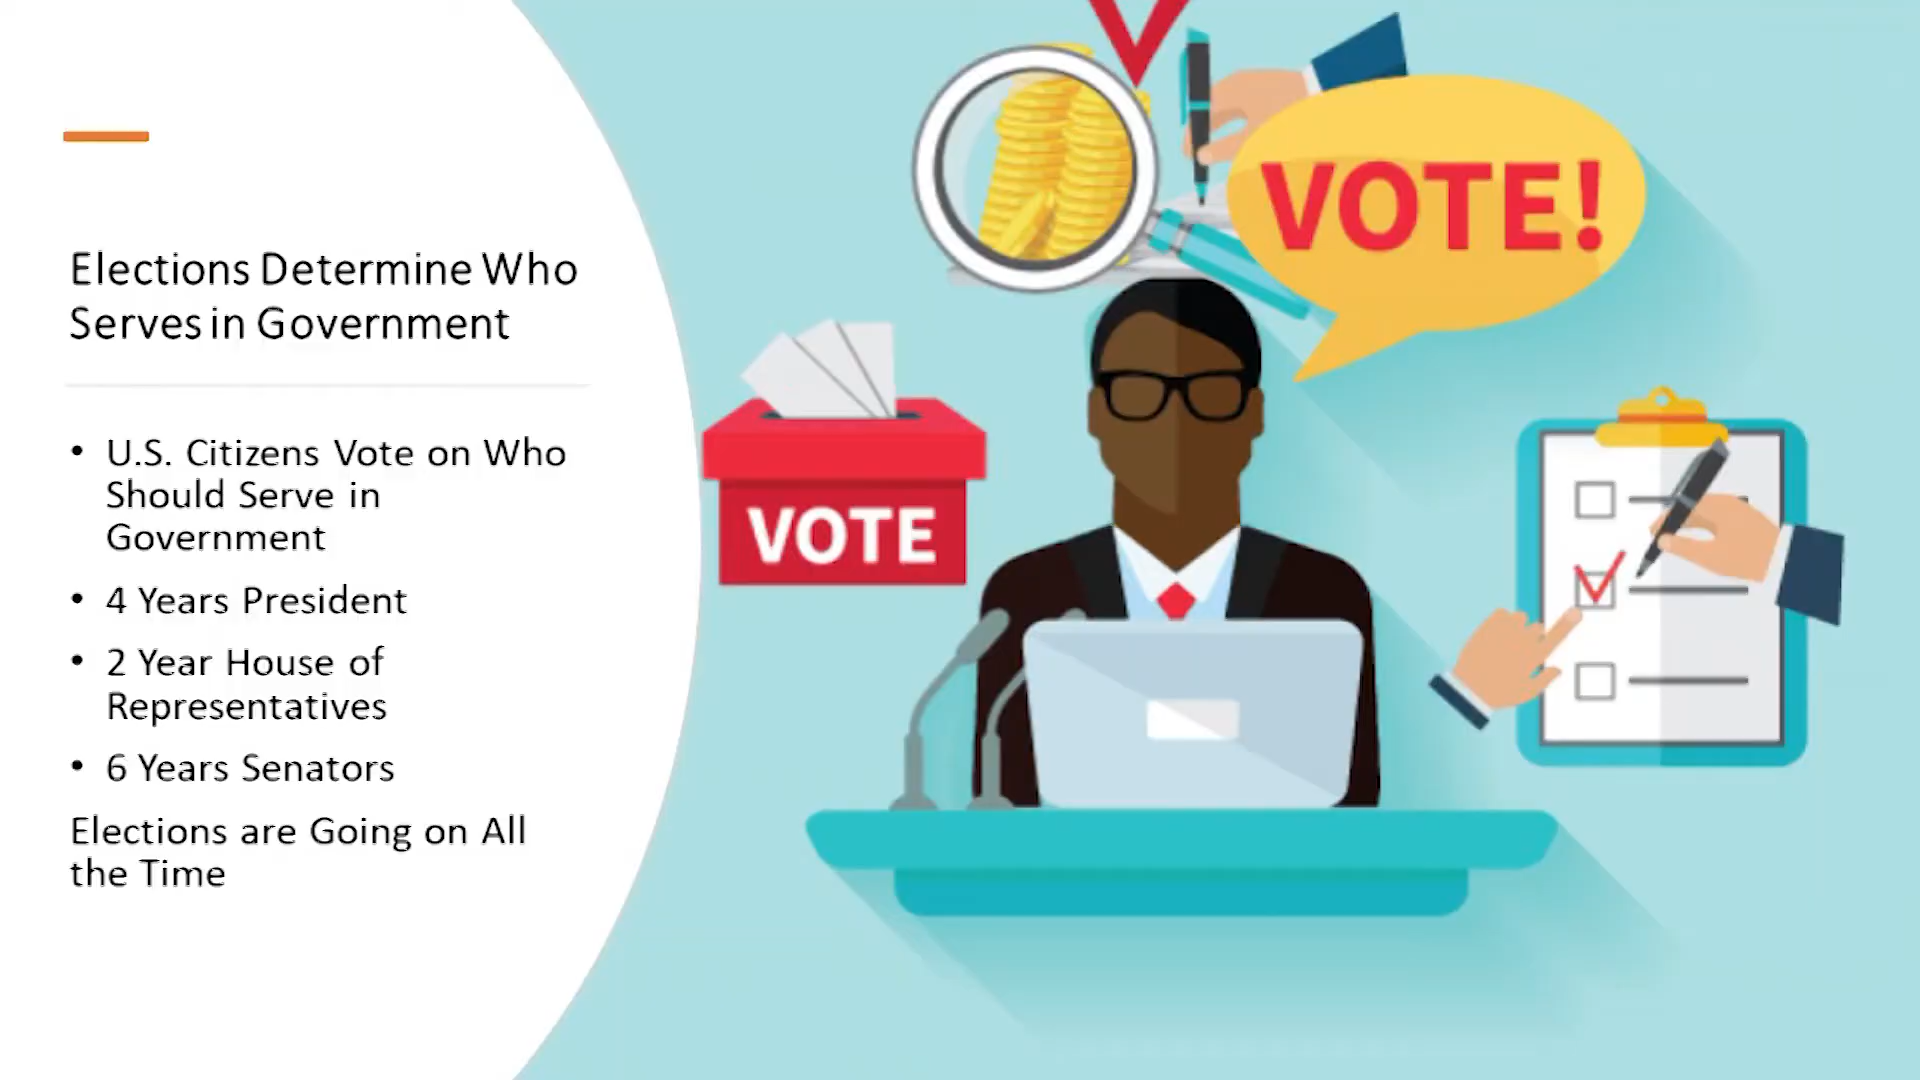 Elections Determine Who
Serves in Government
• U.S. Citizens Vote on Who
Should Serve in
Government
• 4 Years President
• 2 Year House of
Representatives
• 6 Years Senators
Elections are Going on All
the Time
VOTE!
VOTE